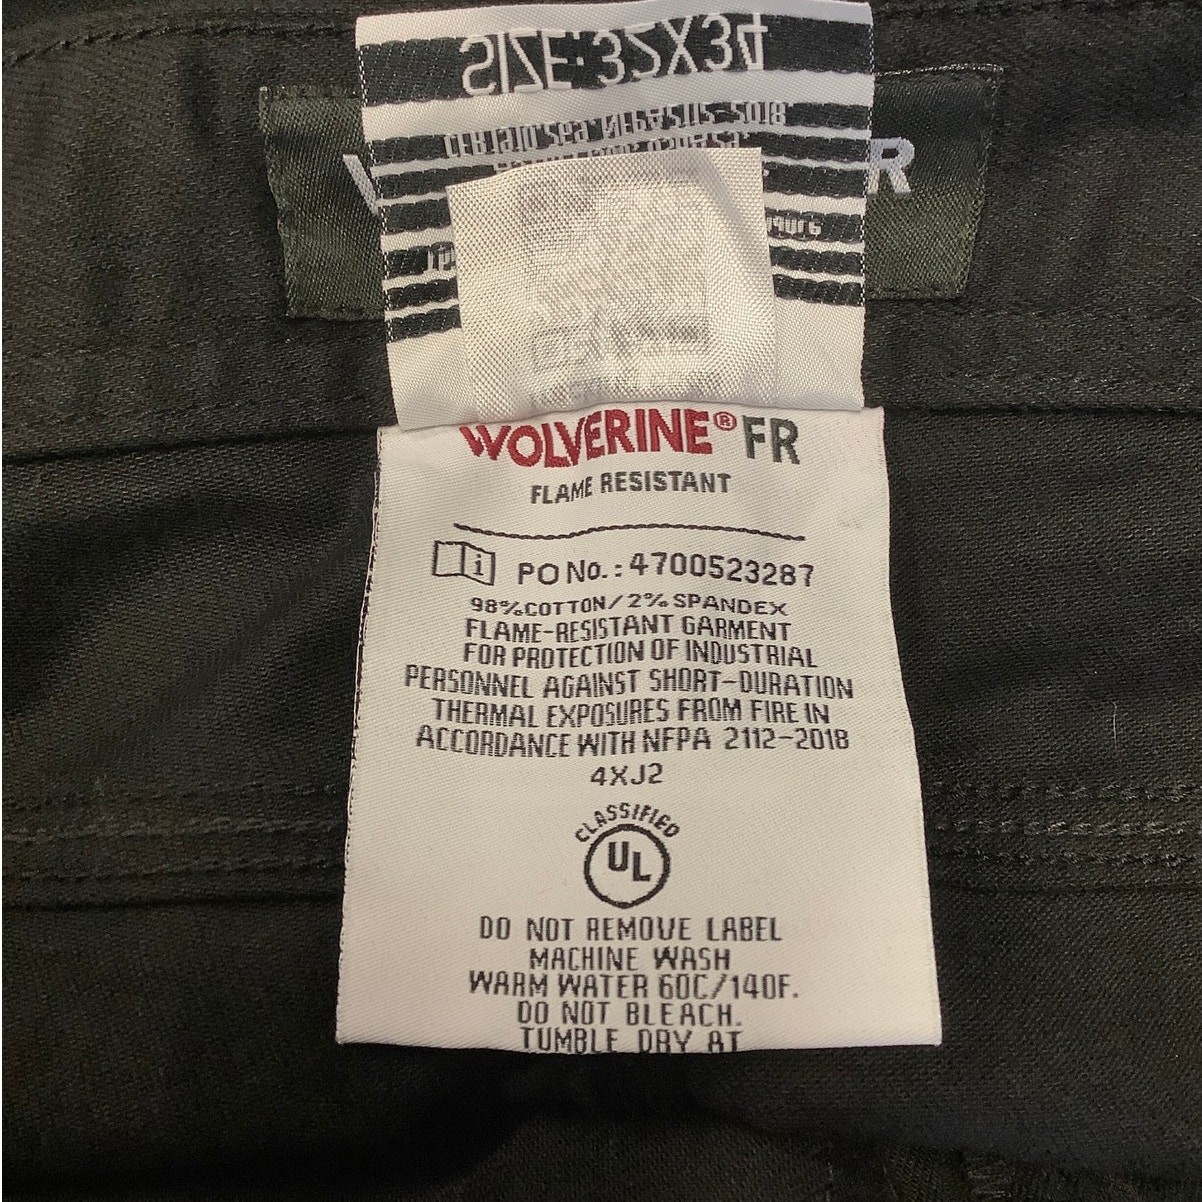 SIZE:32X34
R
WOLVERINE® FR
FLAME RESISTANT
i PO No.: 4700523287
98% COTTON/2% SPANDEX
FLAME-RESISTANT GARMENT
FOR PROTECTION OF INDUSTRIAL
PERSONNEL AGAINST SHORT-DURATION
THERMAL EXPOSURES FROM FIRE IN
ACCORDANCE WITH NFPA 2112-2018
4XJ2
CLASSIFIED
UL
DO NOT REMOVE LABEL
MACHINE WASH
WARM WATER 60C/140F.
DO NOT BLEACH.
TUMBLE DRY AT